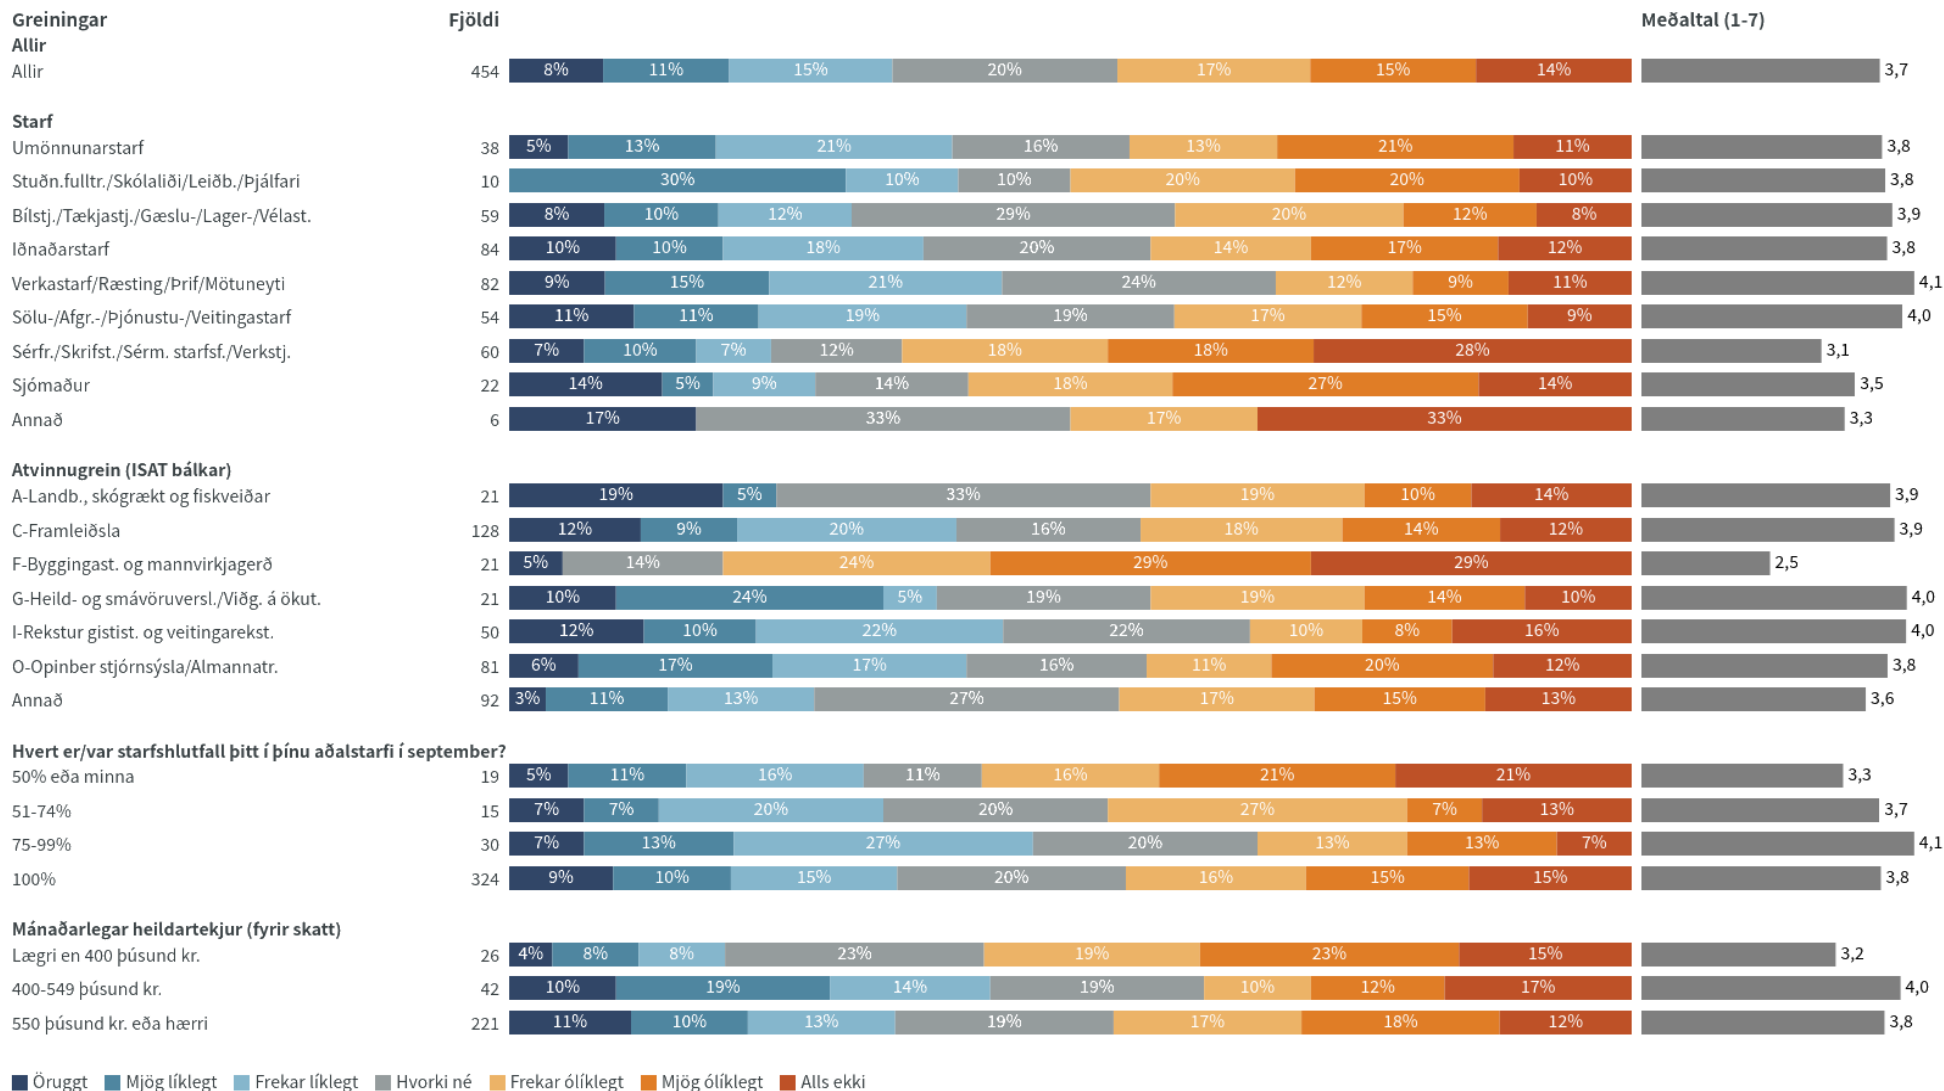 Greiningar Fjöldi Meðaltal (1-7)
Allir
Allir 454 8% 11% 15% 20% 17% 15% 14% 3,7
Starf
Umönnunarstarf 38 5% 13% 21% 16% 13% 21% 11% 3,8
Stuðn.fulltr./Skólaliði/Leiðb./Þjálfari 10 30% 10% 10% 20% 20% 10% 3,8
Bílstj./Tækjastj./Gæslu-/Lager-/Vélast. 59 8% 10% 12% 29% 20% 12% 8% 3,9
Iðnaðarstarf 84 10% 10% 18% 20% 14% 17% 12% 3,8
Verkastarf/Ræsting/Þrif/Mötuneyti 82 9% 15% 21% 24% 12% 9% 11% 4,1
Sölu-/Afgr.-/Þjónustu-/Veitingastarf 54 11% 11% 19% 19% 17% 15% 9% 4,0
Sérfr./Skrifst./Sérm. starfsf./Verkstj. 60 7% 10% 7% 12% 18% 18% 28% 3,1
Sjómaður 22 14% 5% 9% 14% 18% 27% 14% 3,5
Annað 6 17% 33% 17% 33% 3,3
Atvinnugrein (ISAT bálkar)
A-Landb., skógrækt og fiskveiðar 21 19% 5% 33% 19% 10% 14% 3,9
C-Framleiðsla 128 12% 9% 20% 16% 18% 14% 12% 3,9
F-Byggingast. og mannvirkjagerð 21 5% 14% 24% 29% 29% 2,5
G-Heild- og smávöruversl./Viðg. á ökut. 21 10% 24% 5% 19% 19% 14% 10% 4,0
I-Rekstur gistist. og veitingarekst. 50 12% 10% 22% 22% 10% 8% 16% 4,0
O-Opinber stjórnsýsla/Almannatr. 81 6% 17% 17% 16% 11% 20% 12% 3,8
Annað 92 3% 11% 13% 27% 17% 15% 13% 3,6
Hvert er/var starfshlutfall þitt í þínu aðalstarfi í september?
50% eða minna 19 5% 11% 16% 11% 16% 21% 21% 3,3
51-74% 15 7% 7% 20% 20% 27% 7% 13% 3,7
75-99% 30 7% 13% 27% 20% 13% 13% 7% 4,1
100% 324 9% 10% 15% 20% 16% 15% 15% 3,8
Mánaðarlegar heildartekjur (fyrir skatt)
Lægri en 400 þúsund kr. 26 4% 8% 8% 23% 19% 23% 15% 3,2
400-549 þúsund kr. 42 10% 19% 14% 19% 10% 12% 17% 4,0
550 þúsund kr. eða hærri 221 11% 10% 13% 19% 17% 18% 12% 3,8
Öruggt Mjög líklegt Frekar líklegt Hvorki né Frekar ólíklegt Mjög ólíklegt Alls ekki